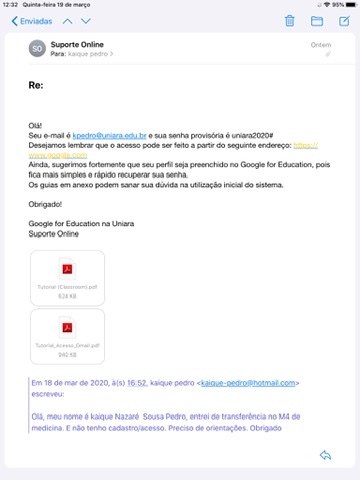 12:32 Quinta-feira 19 de março 95%
Enviadas
SO Suporte Online Ontem
Para: kaique pedro >
Re:
Olá!
Seu e-mail é kpedro@uniara.edu.br e sua senha provisória é uniara2020#
Desejamos lembrar que o acesso pode ser feito a partir do seguinte endereço: https://
www.google.com
Ainda, sugerimos fortemente que seu perfil seja preenchido no Google for Education, pois
fica mais simples e rápido recuperar sua senha.
Os guias em anexo podem sanar sua dúvida na utilização inicial do sistema.
Obrigado!
Google for Education na Uniara
Suporte Online
Tutorial (Classroom).pdf
628 KB
Tutorial_Acesso_Email.pdf
940 KB
Em 18 de mar de 2020, à(s) 16:52, kaique pedro <kaique-pedro@hotmail.com>
escreveu:
Olá, meu nome é kaique Nazaré Sousa Pedro, entrei de transferência no M4 de
medicina. E não tenho cadastro/acesso. Preciso de orientações. Obrigado